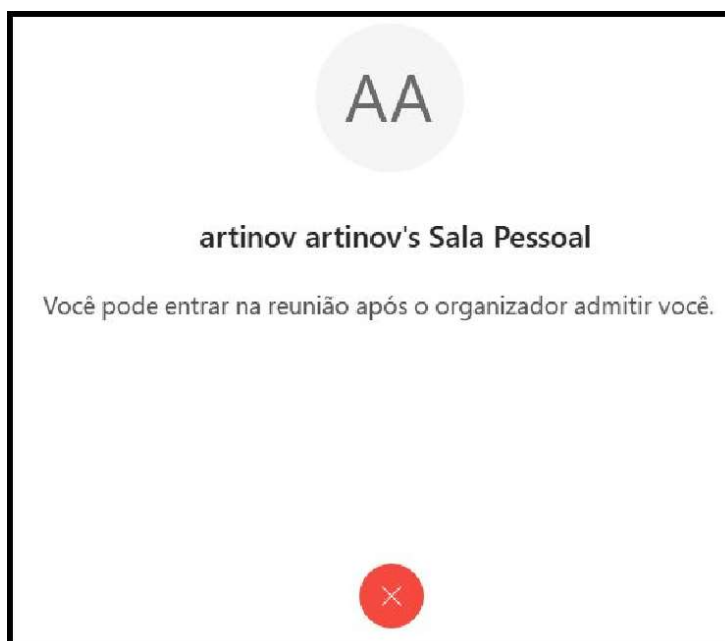 AA
artinov artinov's Sala Pessoal
Você pode entrar na reunião após o organizador admitir você.